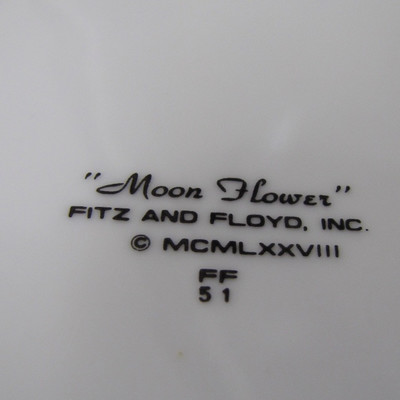 "Moon Flower"
FITZ AND FLOYD, INC.
© MCMLXXVIII
FF
51